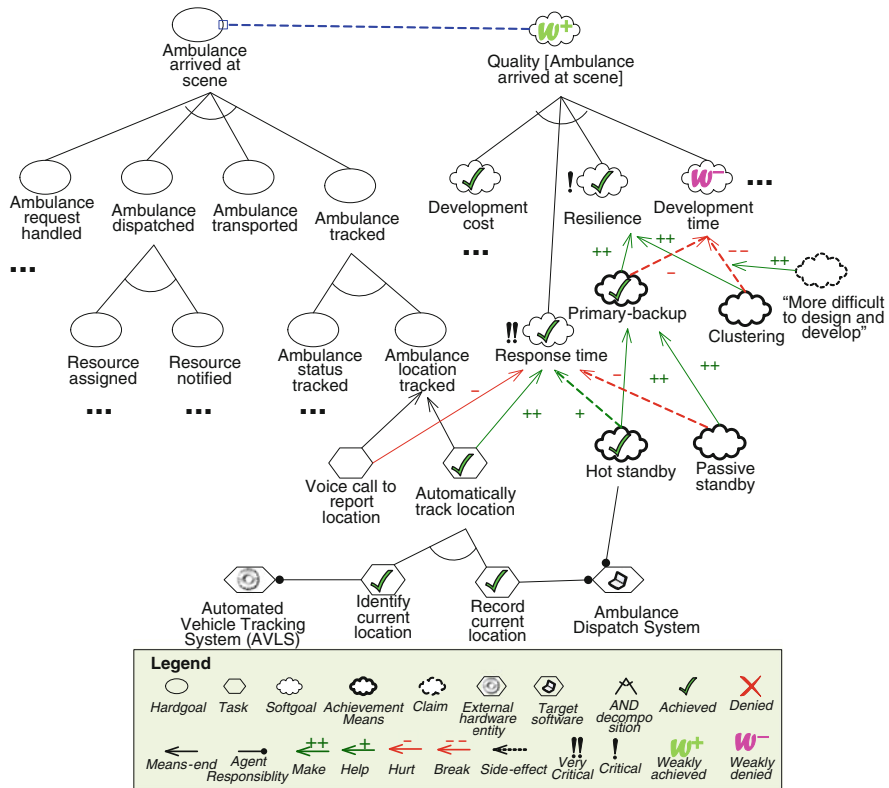 Ambulance
arrived at
scene
w+
Quality [Ambulance
arrived at scene]
Ambulance
request
handled
Ambulance
dispatched
Ambulance
transported
Ambulance
tracked
Development
cost
!
Resilience
w−
Development
time
...
...
...
++
−
++
−−
++
Primary-backup
Clustering
“More difficult
to design and
develop”
Resource
assigned
Resource
notified
Ambulance
status
tracked
Ambulance
location
tracked
!!
Response time
...
...
...
−
++
+
−
++
++
Voice call to
report
location
Automatically
track location
Hot standby
Passive
standby
Automated
Vehicle Tracking
System (AVLS)
Identify
current
location
Record
current
location
Ambulance
Dispatch System
Legend
Hardgoal
Task
Softgoal
Achievement
Means
Claim
External
hardware
entity
Target
software
AND
decompo
sition
Achieved
Denied
Means-end
Agent
Responsiblity
++
Make
+
Help
−
Hurt
−−
Break
Side-effect
!!
Very
Critical
!
Critical
w+
Weakly
achieved
w−
Weakly
denied